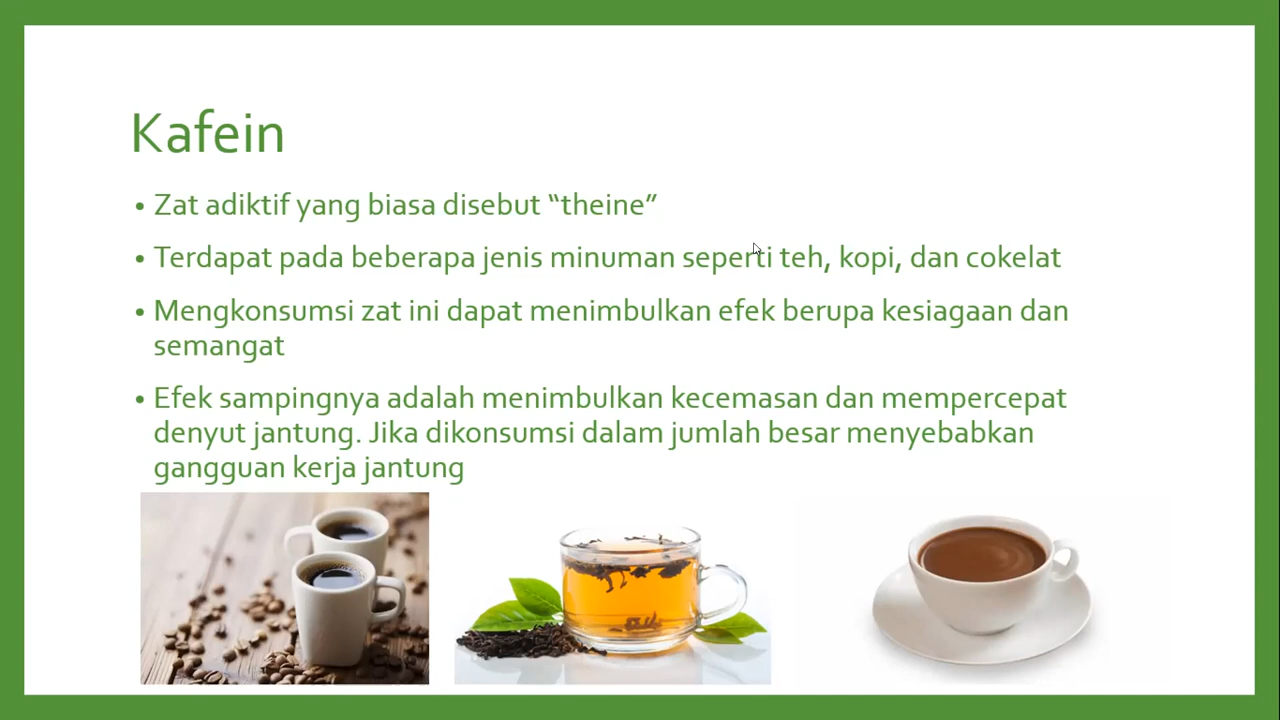 Kafein
• Zat adiktif yang biasa disebut “theine”
• Terdapat pada beberapa jenis minuman seperti teh, kopi, dan cokelat
• Mengkonsumsi zat ini dapat menimbulkan efek berupa kesiagaan dan
semangat
• Efek sampingnya adalah menimbulkan kecemasan dan mempercepat
denyut jantung. Jika dikonsumsi dalam jumlah besar menyebabkan
gangguan kerja jantung